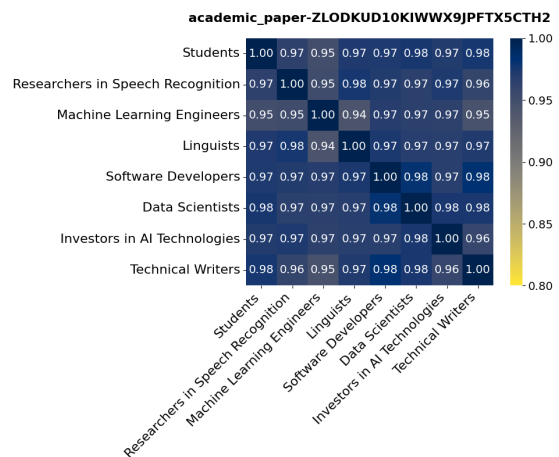 academic_paper-ZLODKUD10KIWWX9JPFTX5CTH2
Students 1.00 0.97 0.95 0.97 0.97 0.98 0.97 0.98
Researchers in Speech Recognition 0.97 1.00 0.95 0.98 0.97 0.97 0.97 0.96
Machine Learning Engineers 0.95 0.95 1.00 0.94 0.97 0.97 0.97 0.95
Linguists 0.97 0.98 0.94 1.00 0.97 0.97 0.97 0.97
Software Developers 0.97 0.97 0.97 0.97 1.00 0.98 0.97 0.98
Data Scientists 0.98 0.97 0.97 0.97 0.98 1.00 0.98 0.98
Investors in AI Technologies 0.97 0.97 0.97 0.97 0.97 0.98 1.00 0.96
Technical Writers 0.98 0.96 0.95 0.97 0.98 0.98 0.96 1.00
Students
Researchers in Speech Recognition
Machine Learning Engineers
Linguists
Software Developers
Data Scientists
Investors in AI Technologies
Technical Writers
1.00
0.95
0.90
0.85
0.80